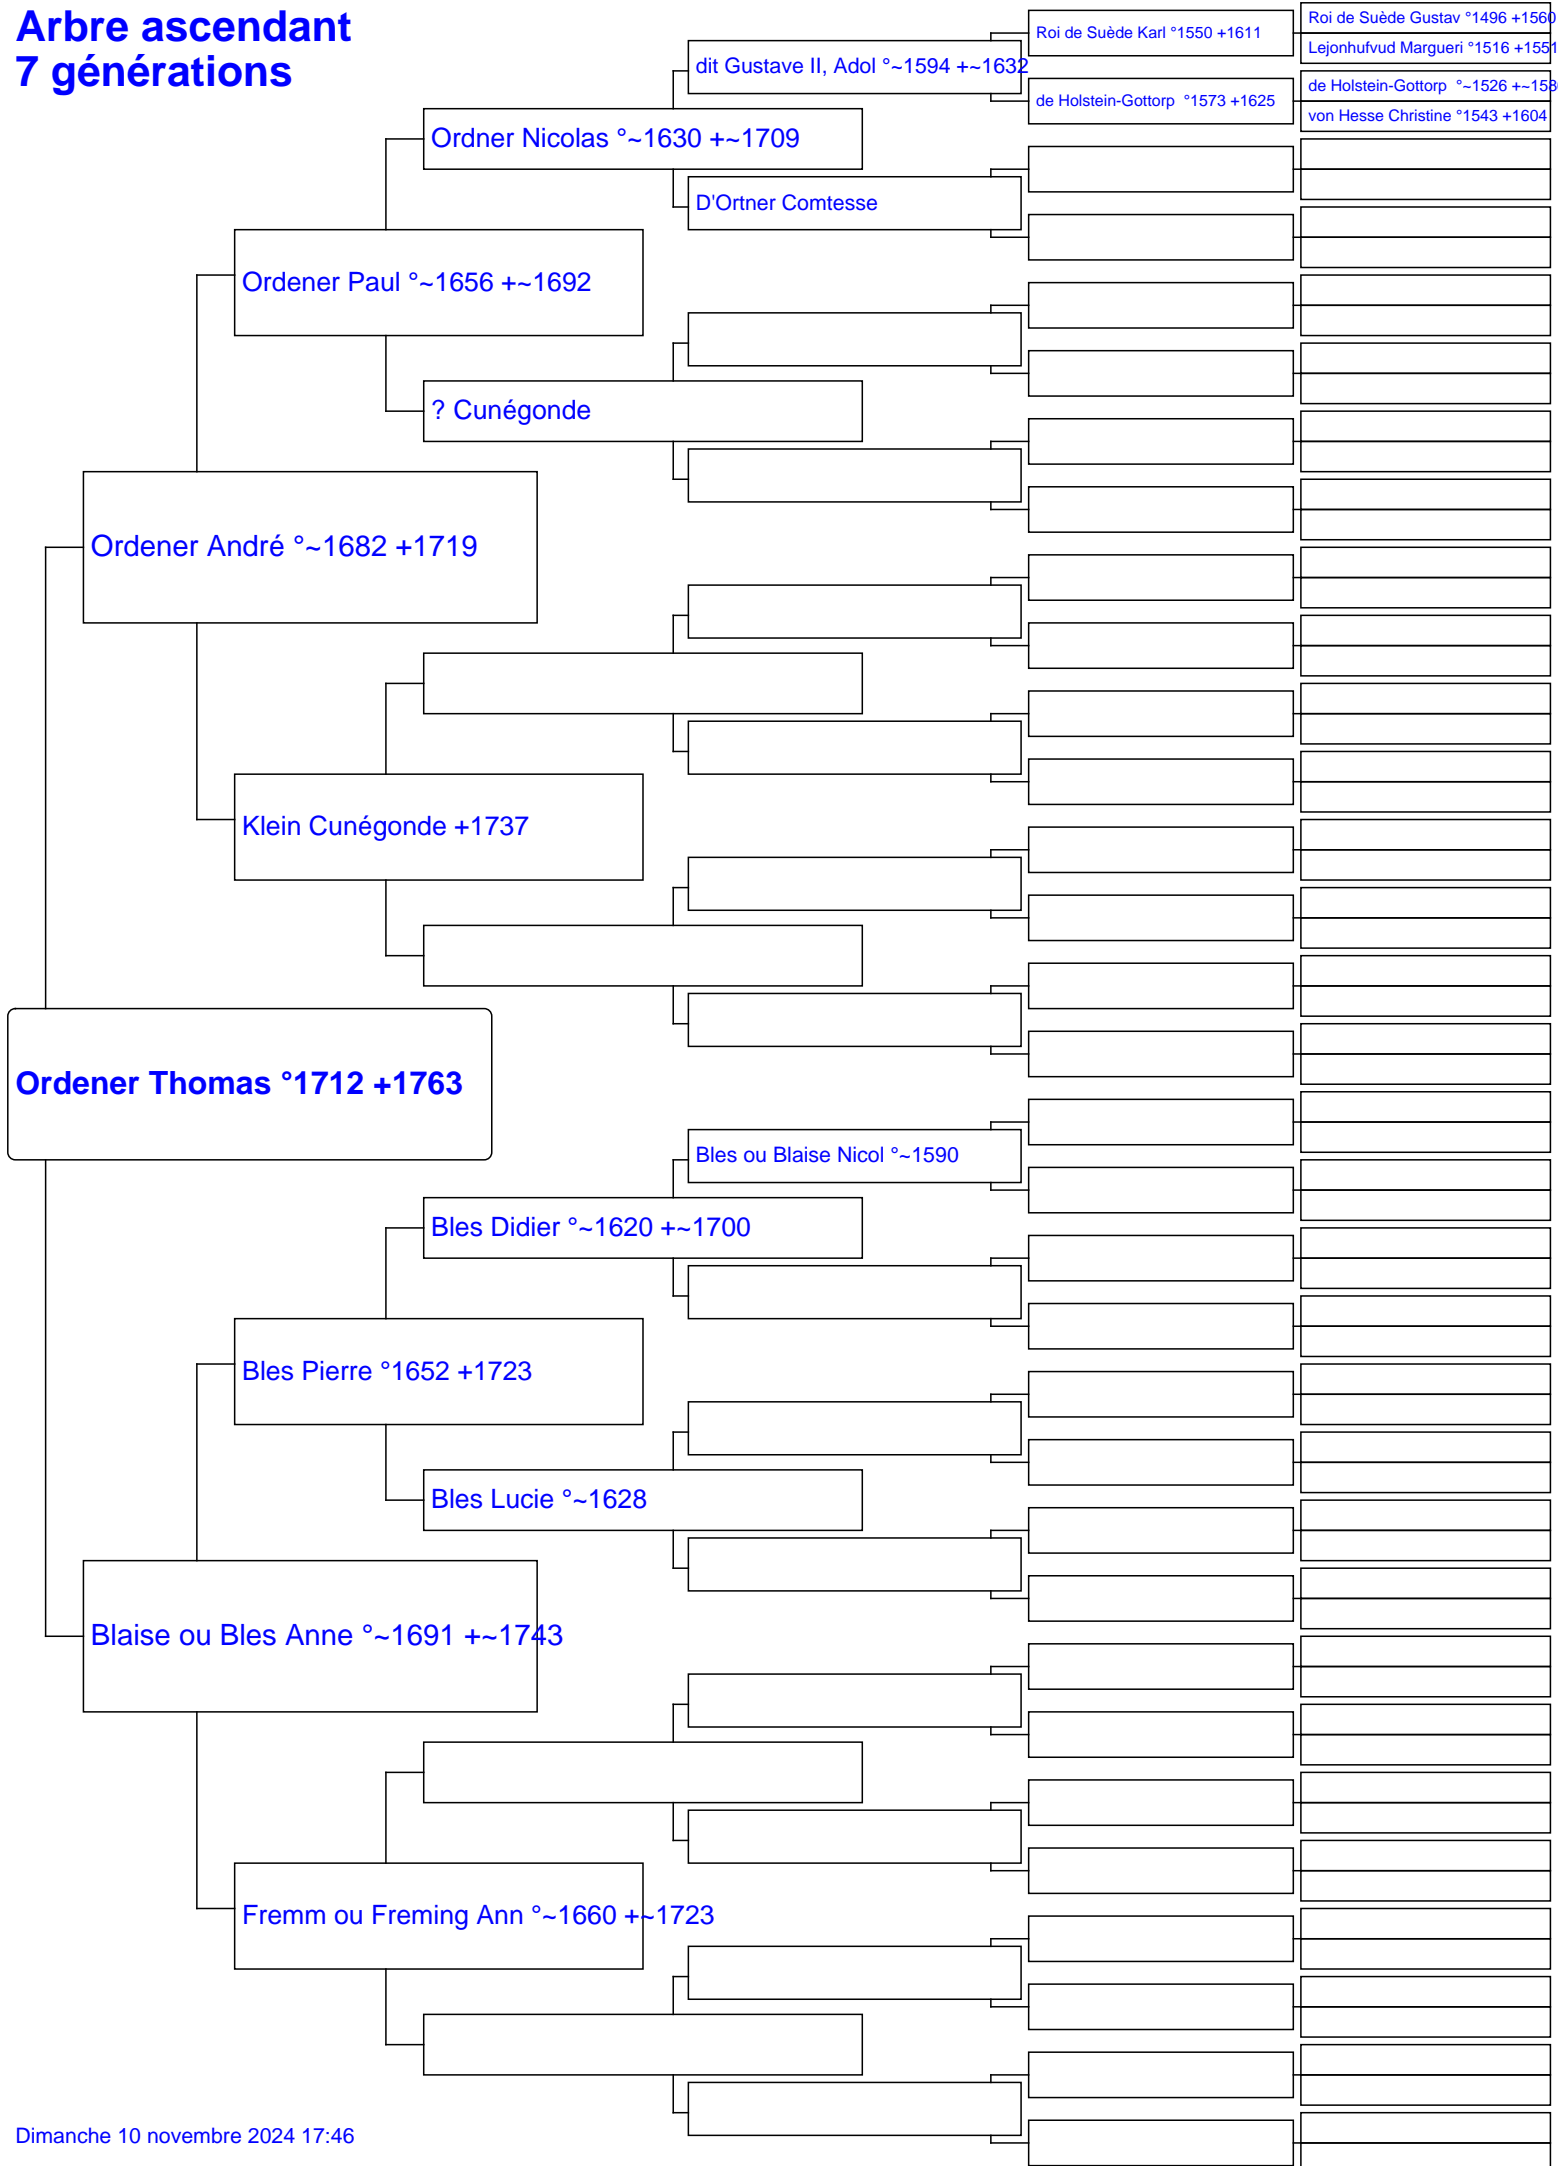 Arbre ascendant
7 générations
Roi de Suède Gustav °1496 +1560
Roi de Suède Karl °1550 +1611
Lejonhufvud Margueri °1516 +1551
dit Gustave II, Adol °~1594 +~1632
de Holstein-Gottorp °~1526 +~158
de Holstein-Gottorp °1573 +1625
von Hesse Christine °1543 +1604
Ordner Nicolas °~1630 +~1709
D'Ortner Comtesse
Ordener Paul °~1656 +~1692
? Cunégonde
Ordener André °~1682 +1719
Klein Cunégonde +1737
Ordener Thomas °1712 +1763
Bles ou Blaise Nicol °~1590
Bles Didier °~1620 +~1700
Bles Pierre °1652 +1723
Bles Lucie °~1628
Blaise ou Bles Anne °~1691 +~1743
Fremm ou Freming Ann °~1660 +~1723
Dimanche 10 novembre 2024 17:46